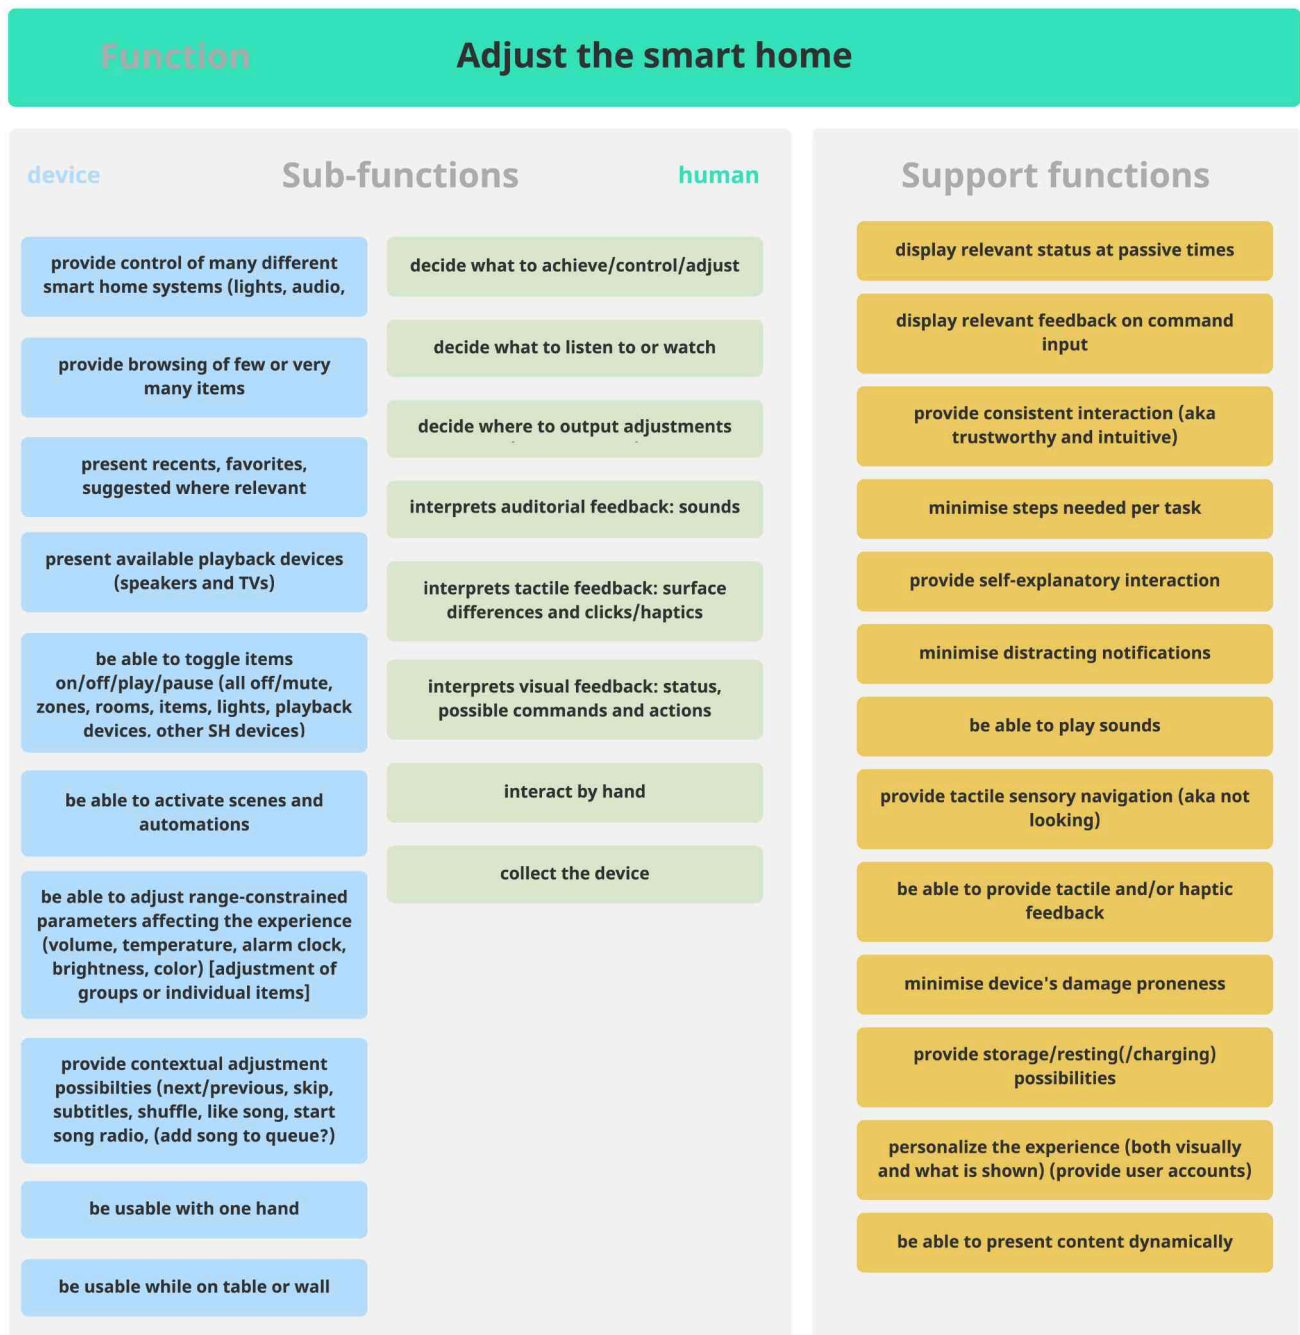 Function
Adjust the smart home
device
Sub-functions
human
provide control of many different
smart home systems (lights, audio,
provide browsing of few or very
many items
present recents, favorites,
suggested where relevant
present available playback devices
(speakers and TVs)
be able to toggle items
on/off/play/pause (all off/mute,
zones, rooms, items, lights, playback
devices, other SH devices)
be able to activate scenes and
automations
be able to adjust range-constrained
parameters affecting the experience
(volume, temperature, alarm clock,
brightness, color) [adjustment of
groups or individual items]
provide contextual adjustment
possibilties (next/previous, skip,
subtitles, shuffle, like song, start
song radio, (add song to queue?)
be usable with one hand
be usable while on table or wall
decide what to achieve/control/adjust
decide what to listen to or watch
decide where to output adjustments
interprets auditorial feedback: sounds
interprets tactile feedback: surface
differences and clicks/haptics
interprets visual feedback: status,
possible commands and actions
interact by hand
collect the device
Support functions
display relevant status at passive times
display relevant feedback on command
input
provide consistent interaction (aka
trustworthy and intuitive)
minimise steps needed per task
provide self-explanatory interaction
minimise distracting notifications
be able to play sounds
provide tactile sensory navigation (aka not
looking)
be able to provide tactile and/or haptic
feedback
minimise device's damage proneness
provide storage/resting(/charging)
possibilities
personalize the experience (both visually
and what is shown) (provide user accounts)
be able to present content dynamically